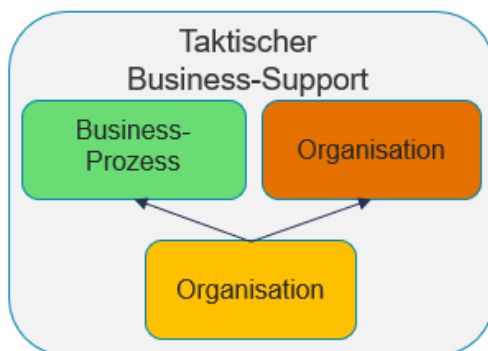 Taktischer
Business-Support
Business-
Prozess
Organisation
Organisation